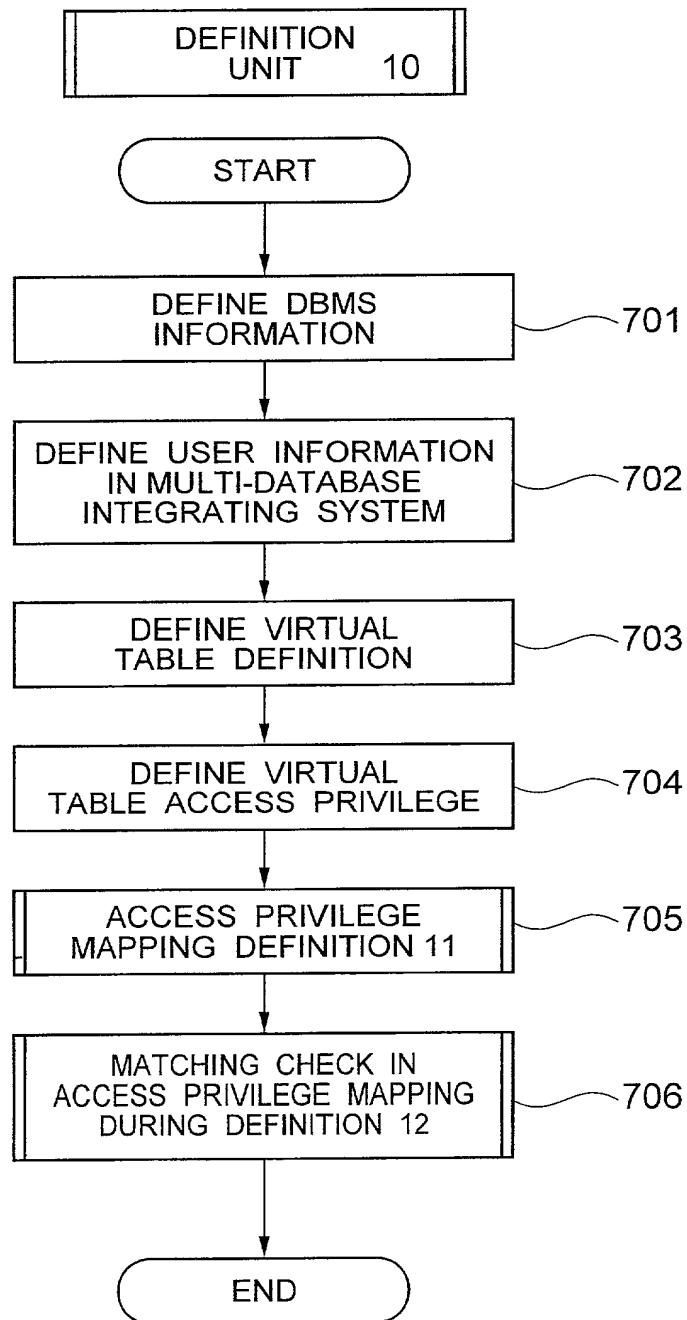 DEFINITION
UNIT 10
START
DEFINE DBMS
INFORMATION
701
DEFINE USER INFORMATION
IN MULTI-DATABASE
INTEGRATING SYSTEM
702
DEFINE VIRTUAL
TABLE DEFINITION
703
DEFINE VIRTUAL
TABLE ACCESS PRIVILEGE
704
ACCESS PRIVILEGE
MAPPING DEFINITION 11
705
MATCHING CHECK IN
ACCESS PRIVILEGE MAPPING
DURING DEFINITION 12
706
END